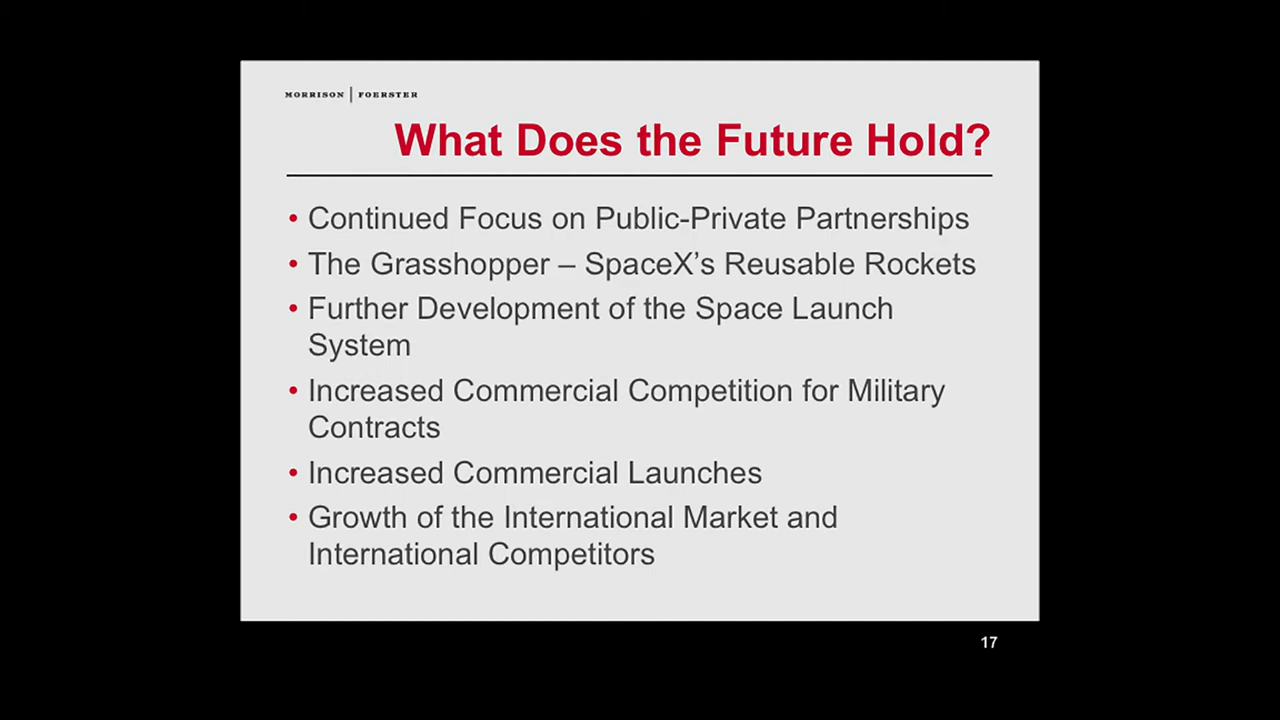 MORRISON | FOERSTER
What Does the Future Hold?
• Continued Focus on Public-Private Partnerships
• The Grasshopper – SpaceX’s Reusable Rockets
• Further Development of the Space Launch
System
• Increased Commercial Competition for Military
Contracts
• Increased Commercial Launches
• Growth of the International Market and
International Competitors
17